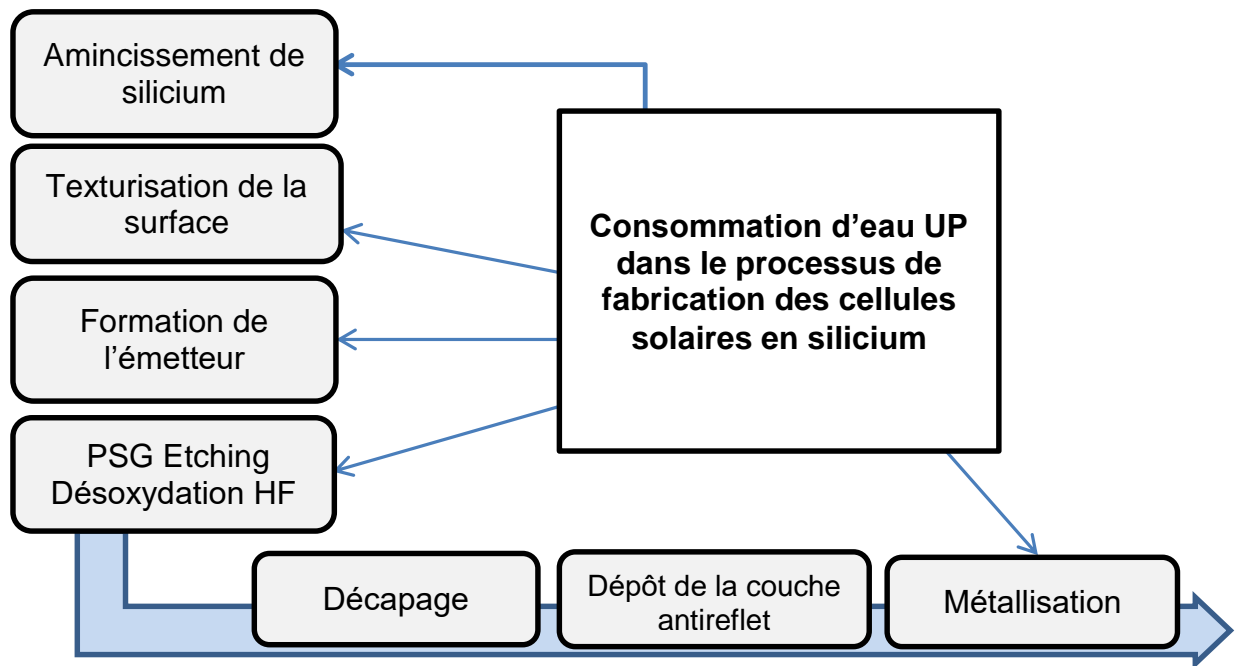 Amincissement de
silicium
Texturisation de la
surface
Formation de
l’émetteur
PSG Etching
Désoxydation HF
Consommation d’eau UP
dans le processus de
fabrication des cellules
solaires en silicium
Décapage
Dépôt de la couche
antireflet
Métallisation